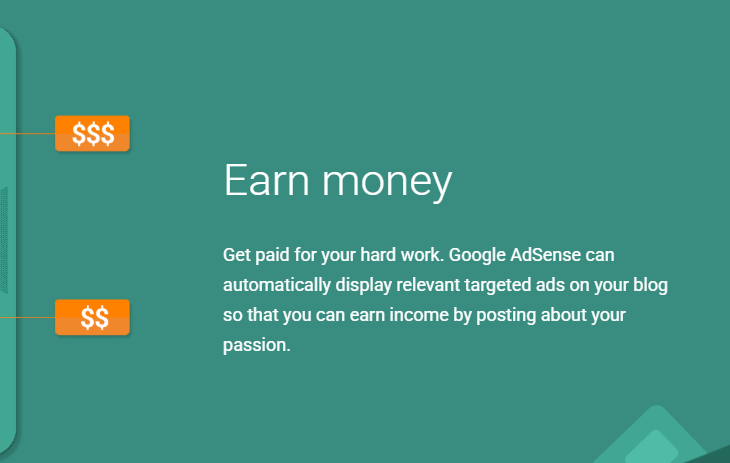 $$$
Earn money
Get paid for your hard work. Google AdSense can
automatically display relevant targeted ads on your blog
so that you can earn income by posting about your
passion.
$$